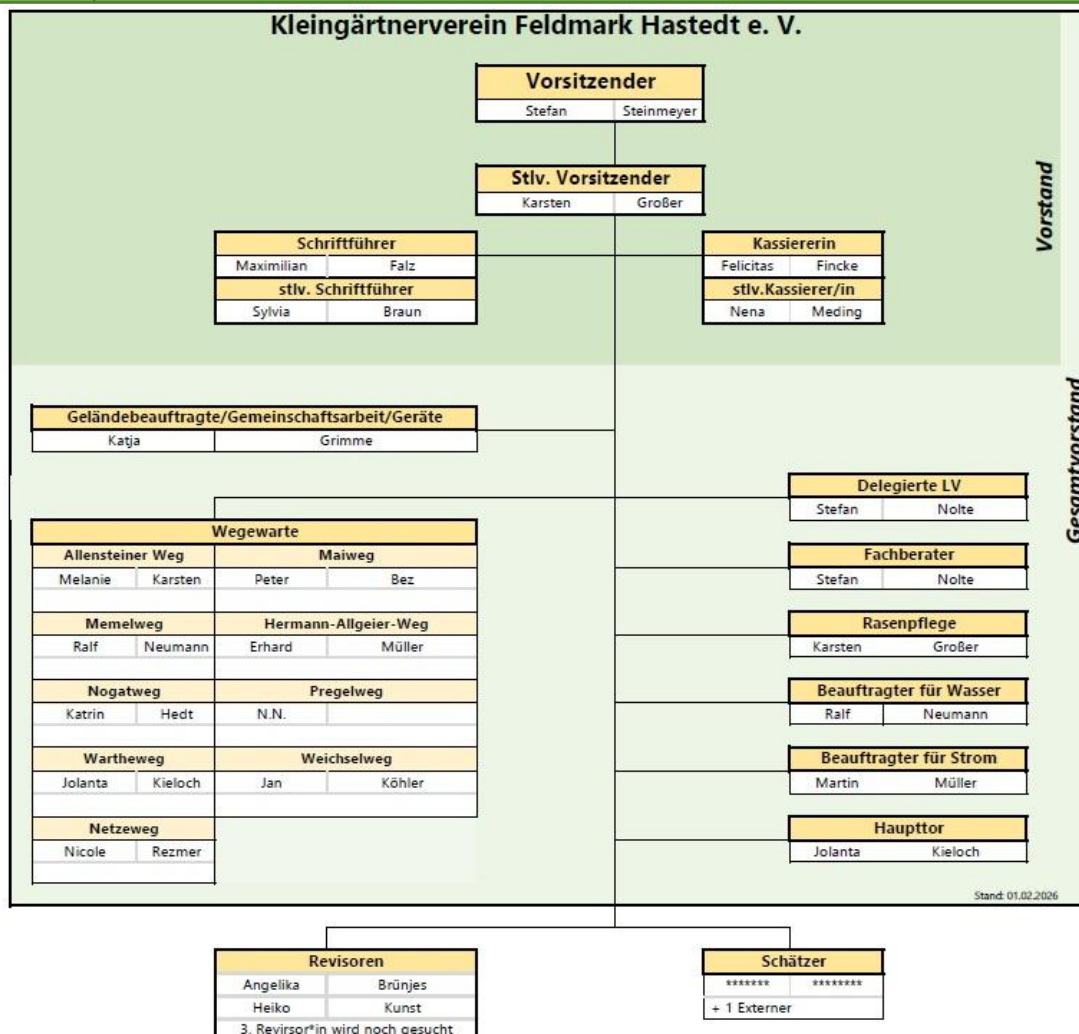 Kleingärtnerverein Feldmark Hastedt e. V.
Vorsitzender
Stefan Steinmeyer
Stlv. Vorsitzender
Karsten Großer
Vorstand
Schriftführer
Maximilian Falz
stlv. Schriftführer
Sylvia Braun
Kassiererin
Felicitas Fincke
stlv.Kassierer/in
Nena Meding
Gesamtvorstand
Geländebeauftragte/Gemeinschaftsarbeit/Geräte
Katja Grimme
Wegewarte
Allensteiner Weg Maiweg
Melanie Karsten Peter Bez
Memelweg Hermann-Allgeier-Weg
Ralf Neumann Erhard Müller
Nogatweg Pregelweg
Katrin Hedt N.N.
Wartheweg Weichselweg
Jolanta Kieloch Jan Köhler
Netzeweg
Nicole Rezmer
Delegierte LV
Stefan Nolte
Fachberater
Stefan Nolte
Rasenpflege
Karsten Großer
Beauftragter für Wasser
Ralf Neumann
Beauftragter für Strom
Martin Müller
Haupttor
Jolanta Kieloch
Stand: 01.02.2026
Revisoren
Angelika Brünjes
Heiko Kunst
3. Revirsor*in wird noch gesucht
Schätzer
******* ********
+ 1 Externer